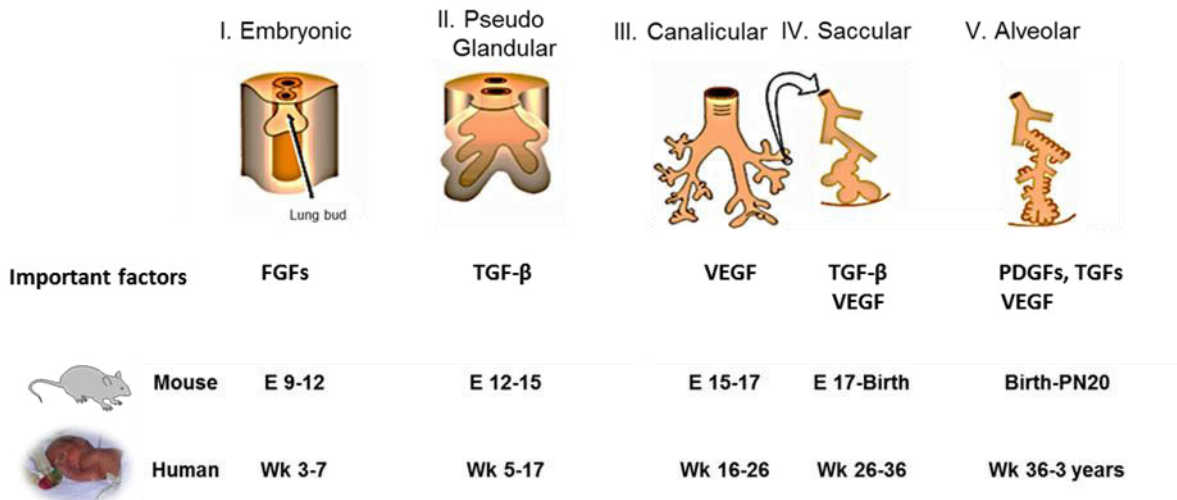 I. Embryonic
II. Pseudo
Glandular
III. Canalicular
IV. Saccular
V. Alveolar
Lung bud
Important factors
FGFs
TGF-β
VEGF
TGF-β
VEGF
PDGFs, TGFs
VEGF
Mouse
E 9-12
E 12-15
E 15-17
E 17-Birth
Birth-PN20
Human
Wk 3-7
Wk 5-17
Wk 16-26
Wk 26-36
Wk 36-3 years